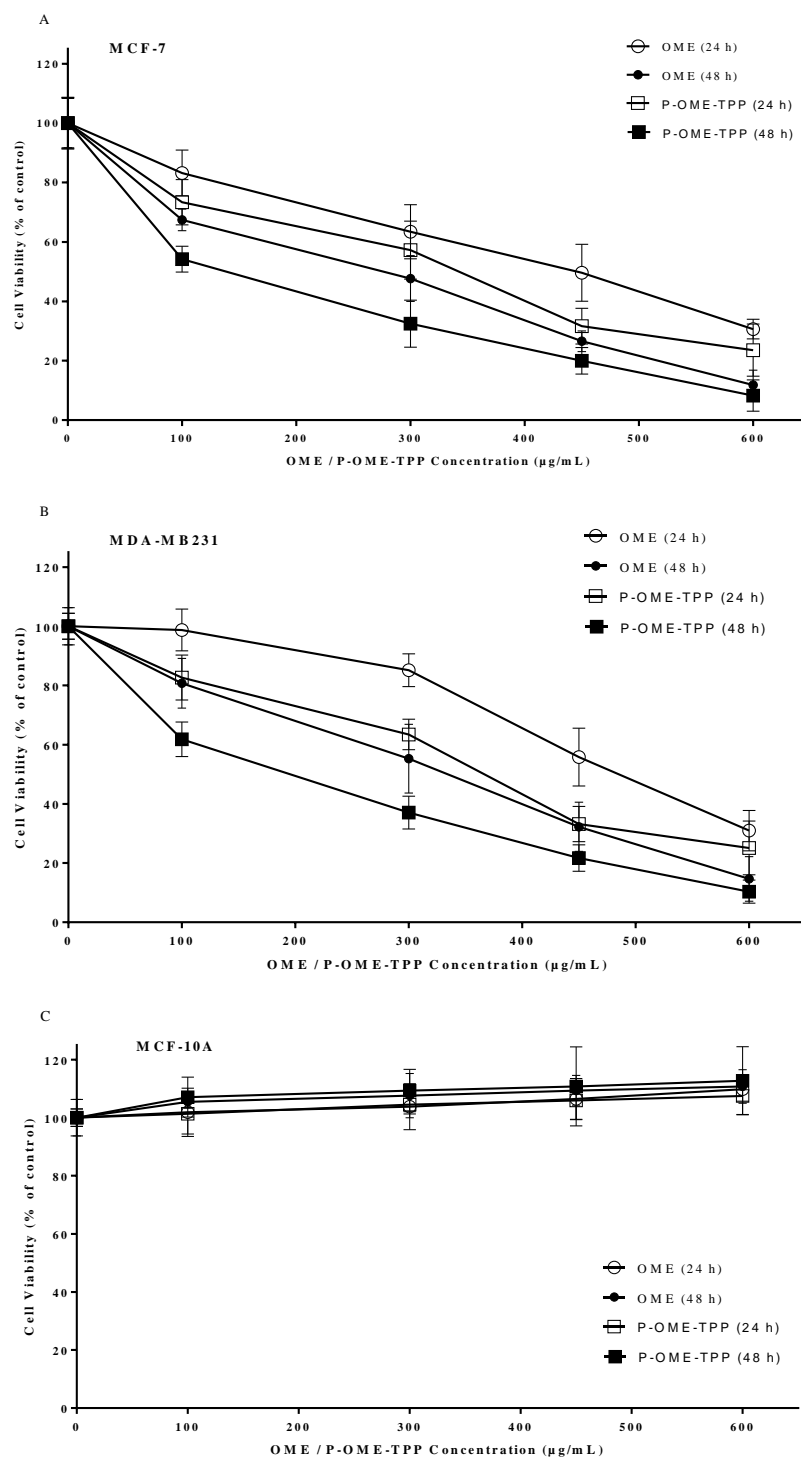 A
MCF-7
OME (24 h)
OME (48 h)
P-OME-TPP (24 h)
P-OME-TPP (48 h)
120
100
80
60
40
20
0
Cell Viability (% of control)
0 100 200 300 400 500 600
OME / P-OME-TPP Concentration (µg/mL)
B
MDA-MB231
OME (24 h)
OME (48 h)
P-OME-TPP (24 h)
P-OME-TPP (48 h)
120
100
80
60
40
20
0
Cell Viability (% of control)
0 100 200 300 400 500 600
OME / P-OME-TPP Concentration (µg/mL)
C
MCF-10A
120
100
80
60
40
20
0
Cell Viability (% of control)
OME (24 h)
OME (48 h)
P-OME-TPP (24 h)
P-OME-TPP (48 h)
0 100 200 300 400 500 600
OME / P-OME-TPP Concentration (µg/mL)